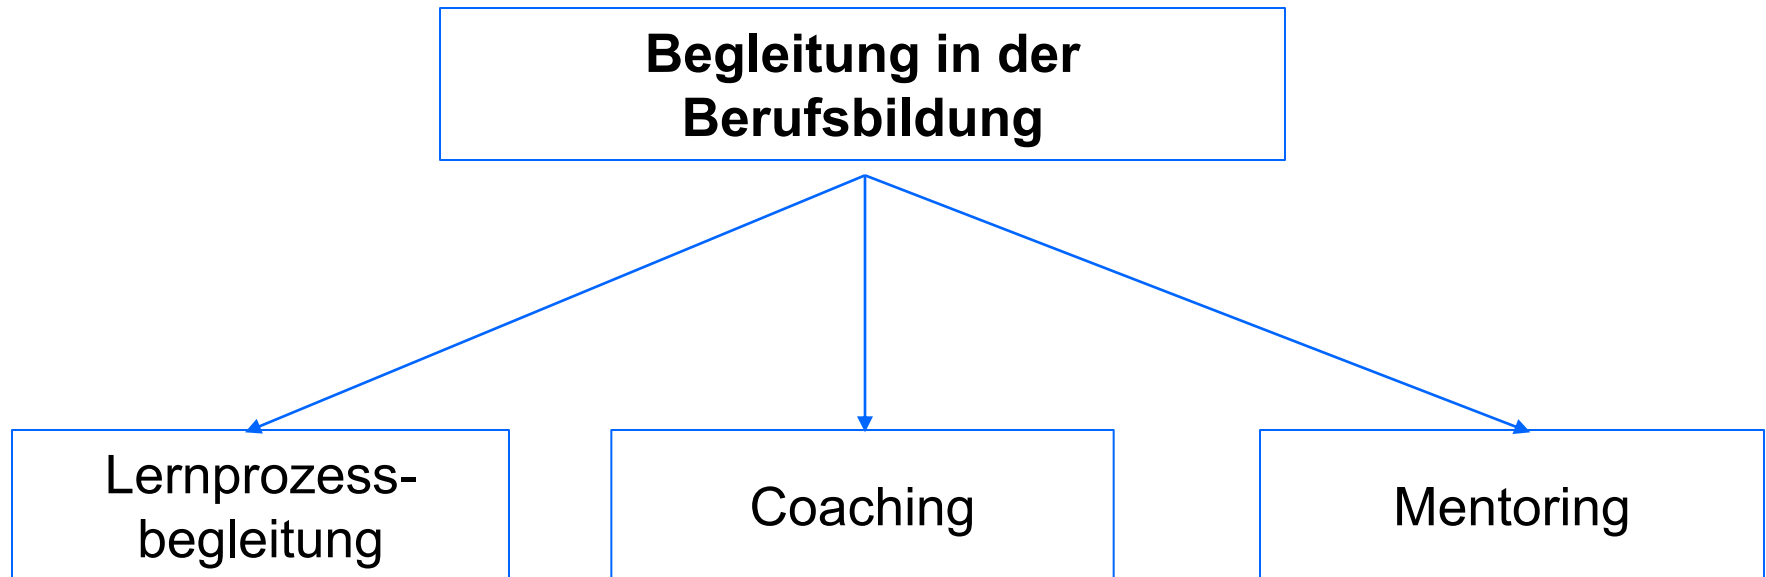 Begleitung in der
Berufsbildung
Lernprozess-
begleitung
Coaching
Mentoring